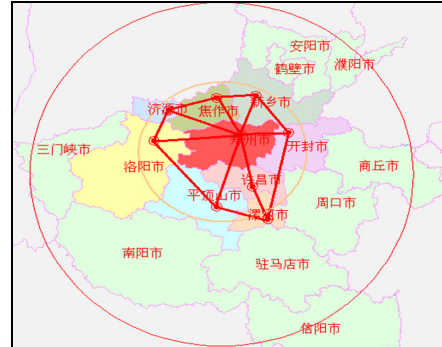 安阳市
濮阳市
鹤壁市
济源市
焦作市
新乡市
郑州市
开封市
三门峡市
洛阳市
商丘市
许昌市
平顶山市
周口市
漯河市
南阳市
驻马店市
信阳市